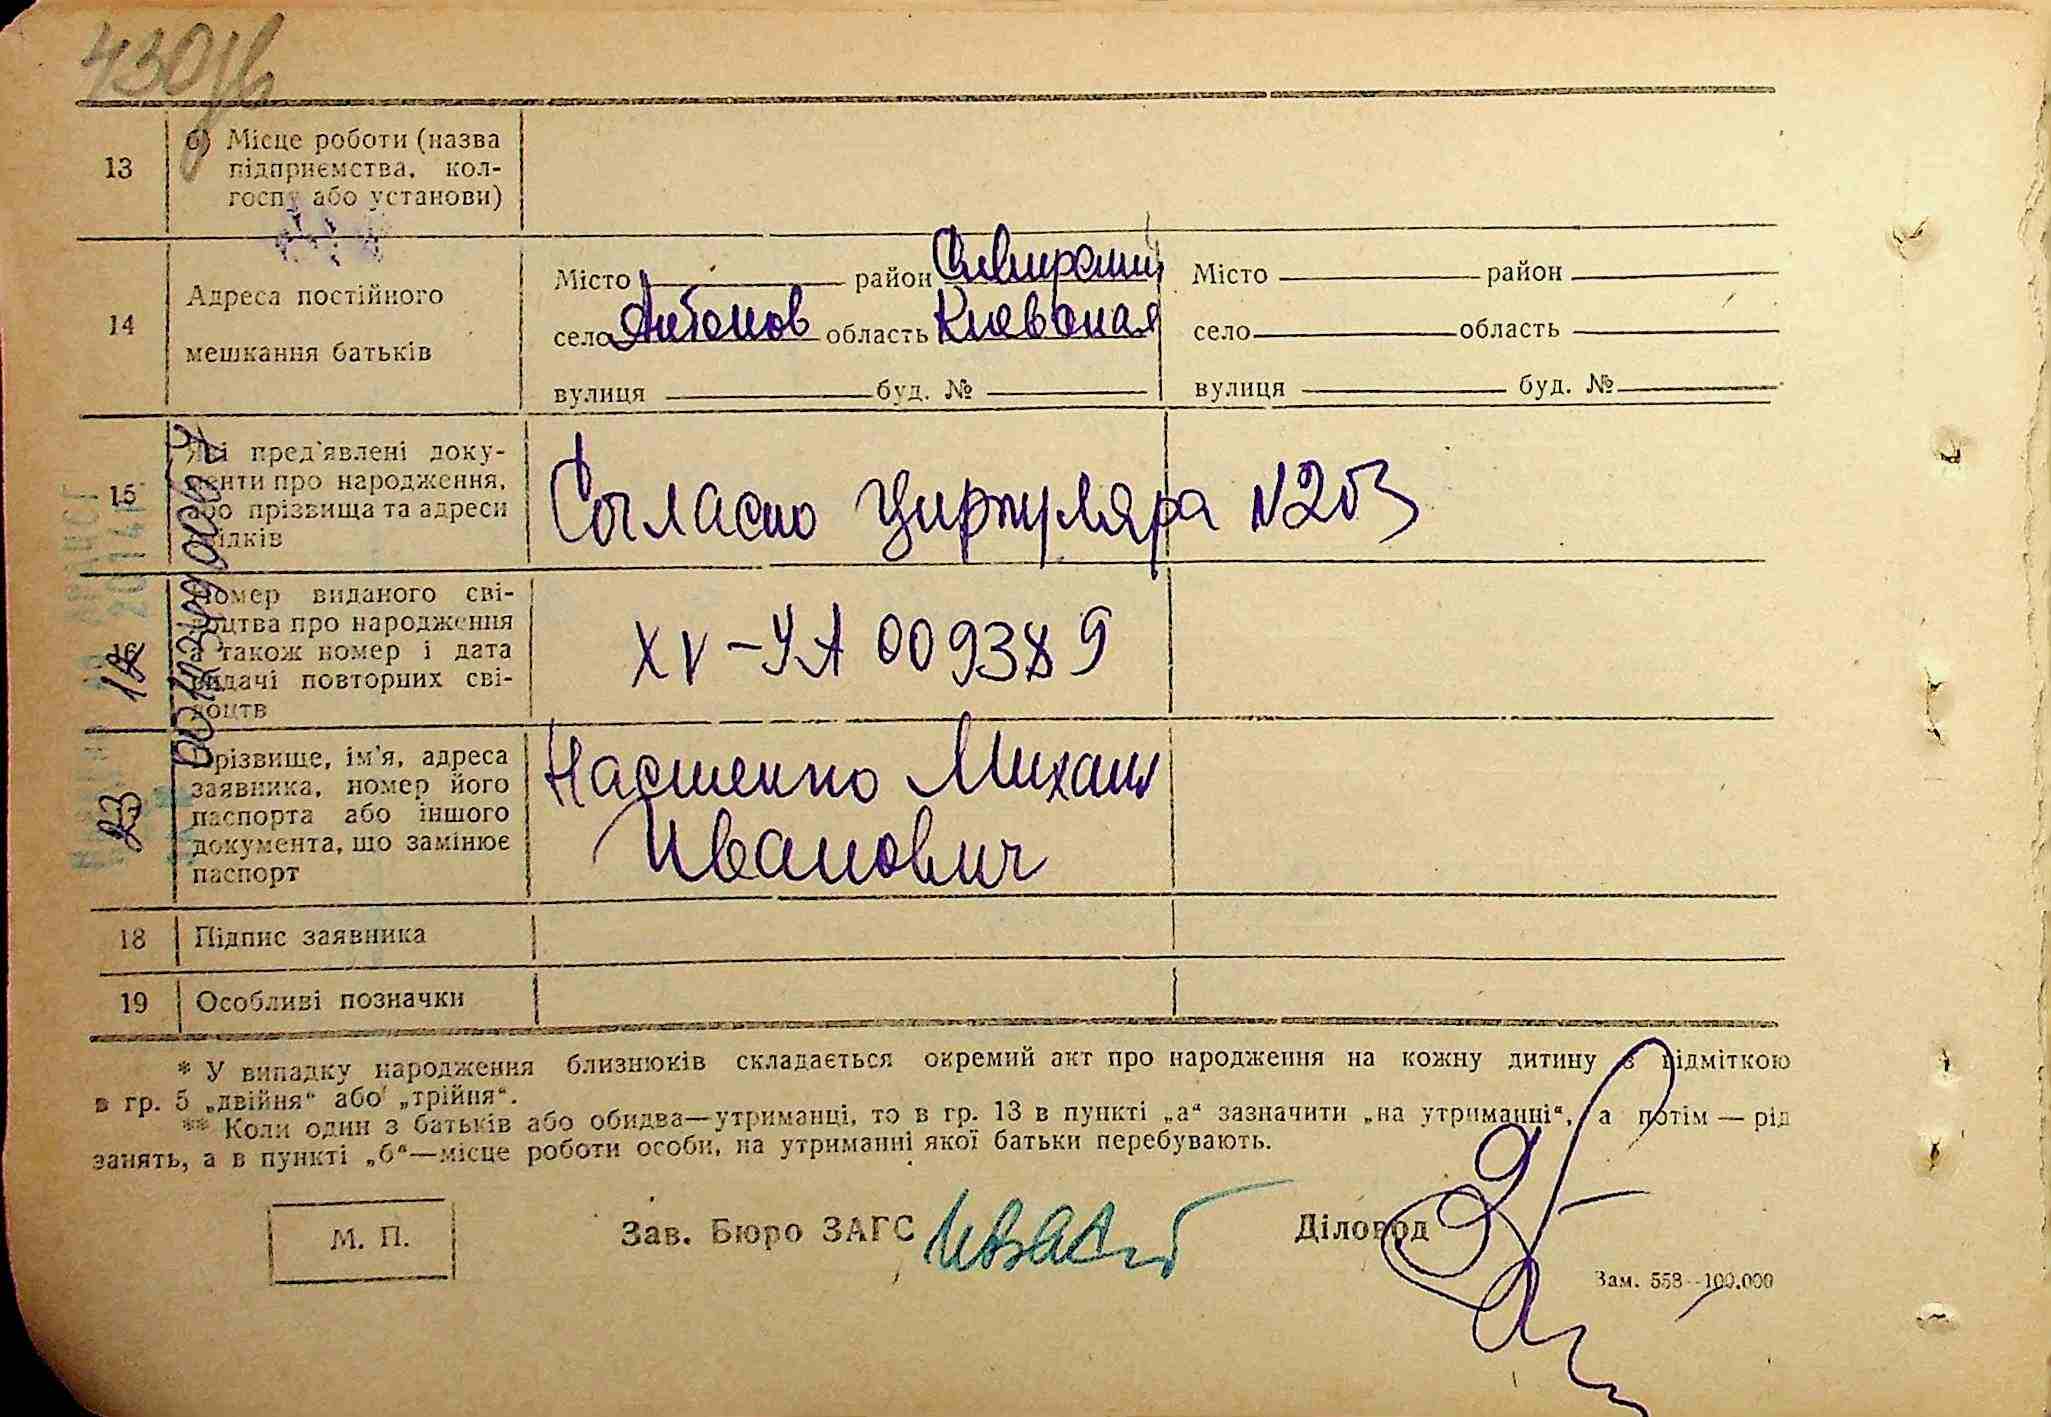 430
13 б) Місце роботи (назва
підприємства, кол-
госпу або установи)
14 Адреса постійного
мешкання батьків
Місто район Сквирский
село Антонов область Киевская
вулиця буд. №
Місто район
село область
вулиця буд. №
15 Які пред'явлені доку-
менти про народження,
або прізвища та адреси
свідків
Согласно циркуляра №203
16 Номер виданого сві-
доцтва про народження
а також номер і дата
видачі повторних сві-
доцтв
XV-УА 009389
Прізвище, ім'я, адреса
заявника, номер його
паспорта або іншого
документа, що замінює
паспорт
Насменко Михаил
Иванович
18 Підпис заявника
19 Особливі позначки
* У випадку народження близнюків складається окремий акт про народження на кожну дитину з відміткою
в гр. 5 „двійня“ або „трійня“.
** Коли один з батьків або обидва—утриманці, то в гр. 13 в пункті „а“ зазначити „на утриманні“, а потім — рід
занять, а в пункті „б“—місце роботи особи, на утриманні якої батьки перебувають.
М. П.
Зав. Бюро ЗАГС
Діловод
Зам. 558—100.000